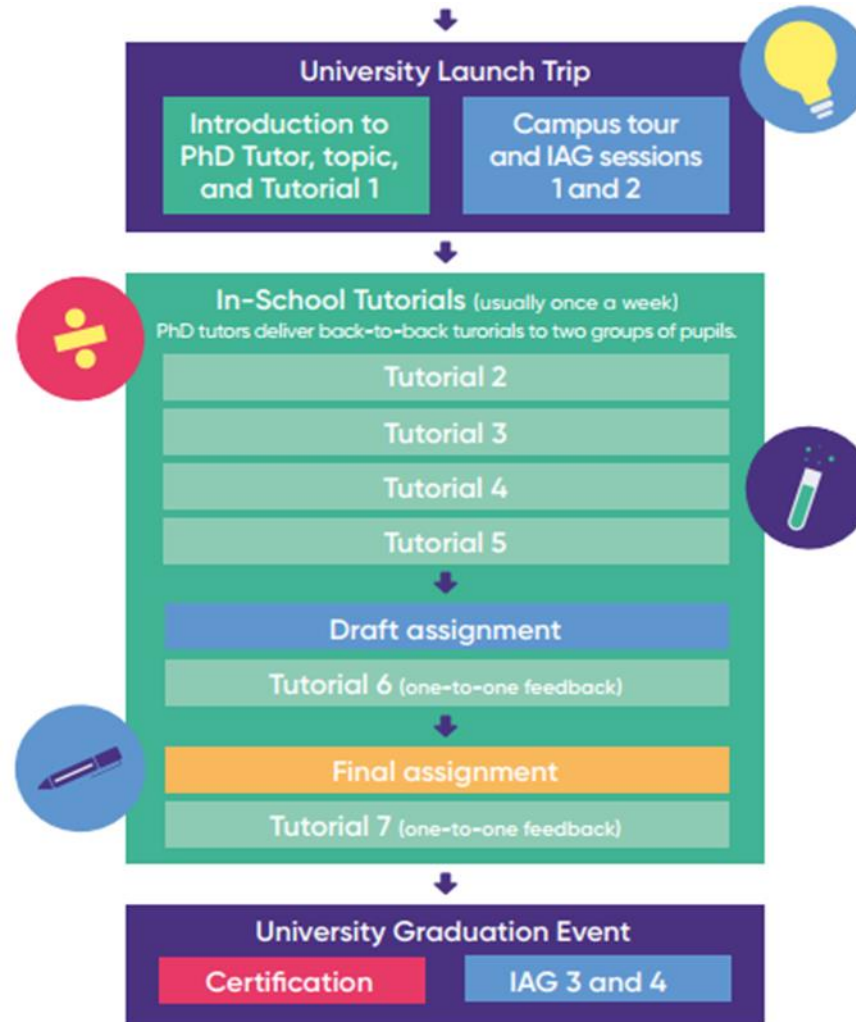 University Launch Trip
Introduction to
PhD Tutor, topic,
and Tutorial 1
Campus tour
and IAG sessions
1 and 2
In-School Tutorials (usually once a week)
PhD tutors deliver back-to-back turorials to two groups of pupils.
Tutorial 2
Tutorial 3
Tutorial 4
Tutorial 5
Draft assignment
Tutorial 6 (one-to-one feedback)
Final assignment
Tutorial 7 (one-to-one feedback)
University Graduation Event
Certification
IAG 3 and 4